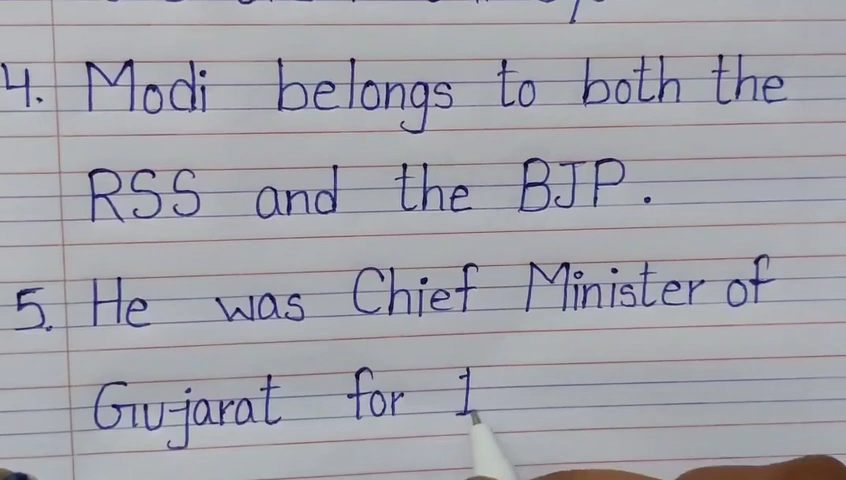 4. Modi belongs to both the
RSS and the BJP.
5. He was Chief Minister of
Gujarat for 1